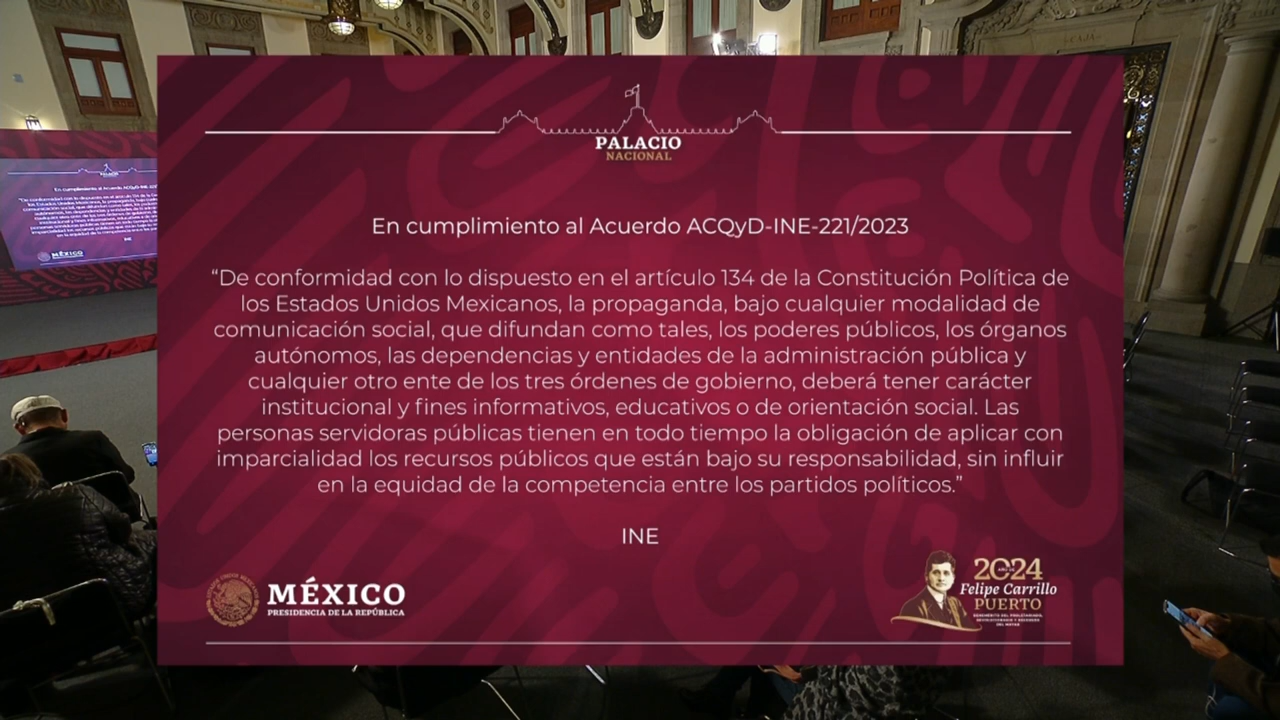 PALACIO
NACIONAL
En cumplimiento al Acuerdo ACQyD-INE-221/2023
“De conformidad con lo dispuesto en el artículo 134 de la Constitución Política de
los Estados Unidos Mexicanos, la propaganda, bajo cualquier modalidad de
comunicación social, que difundan como tales, los poderes públicos, los órganos
autónomos, las dependencias y entidades de la administración pública y
cualquier otro ente de los tres órdenes de gobierno, deberá tener carácter
institucional y fines informativos, educativos o de orientación social. Las
personas servidoras públicas tienen en todo tiempo la obligación de aplicar con
imparcialidad los recursos públicos que están bajo su responsabilidad, sin influir
en la equidad de la competencia entre los partidos políticos.”
INE
MÉXICO
PRESIDENCIA DE LA REPÚBLICA
2024
Felipe Carrillo
PUERTO